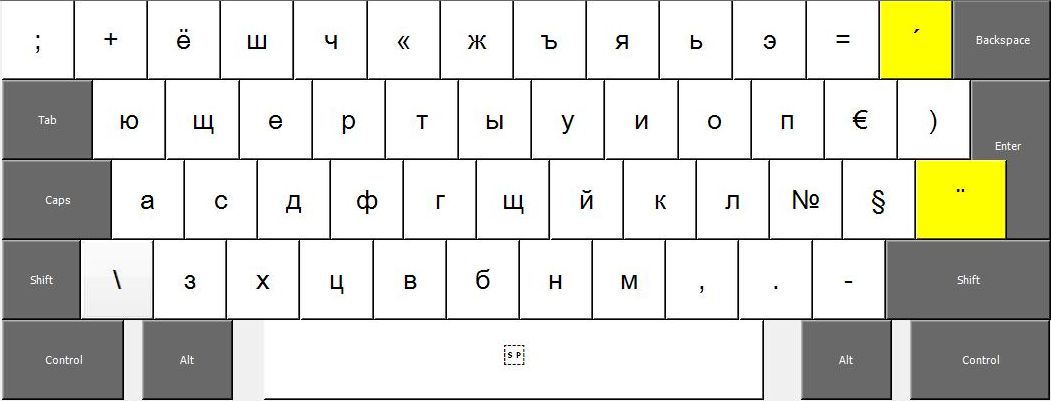 ; + ё ш ч « ж ъ я ь э = ´ Backspace
Tab ю щ е р т ы у и о п € ) Enter
Caps а с д ф г щ й к л № § ¨
Shift \ з х ц в б н м , . - Shift
Control Alt SP Alt Control